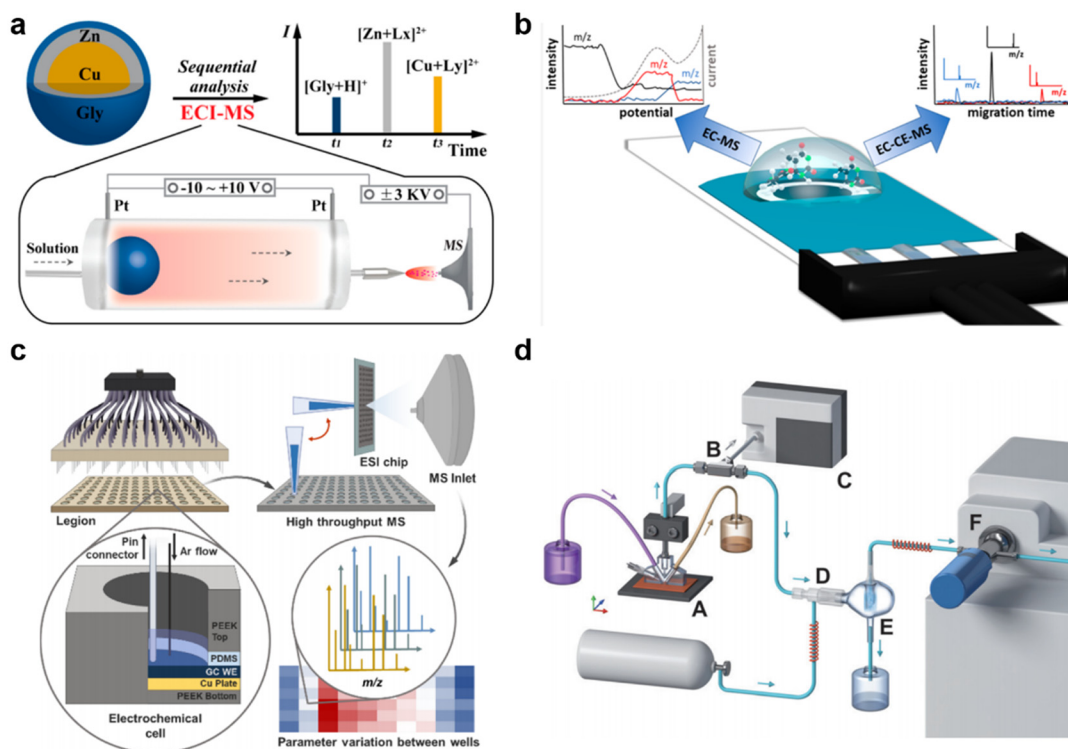 a
Zn
Cu
Gly
Sequential
analysis
ECI-MS
I
[Zn+Lx]²⁺
[Cu+Ly]²⁺
[Gly+H]⁺
t₁ t₂ t₃ Time
-10 ~ +10 V
±3 KV
Pt
Pt
MS
Solution
b
intensity
m/z
m/z
m/z
current
potential
EC-MS
EC-CE-MS
intensity
m/z
m/z
m/z
migration time
c
Legion
ESI chip
MS Inlet
High throughput MS
Pin
connector
Ar flow
PEEK
Top
PDMS
GC WE
Cu Plate
PEEK Bottom
Electrochemical
cell
m/z
Parameter variation between wells
d
A
B
C
D
E
F